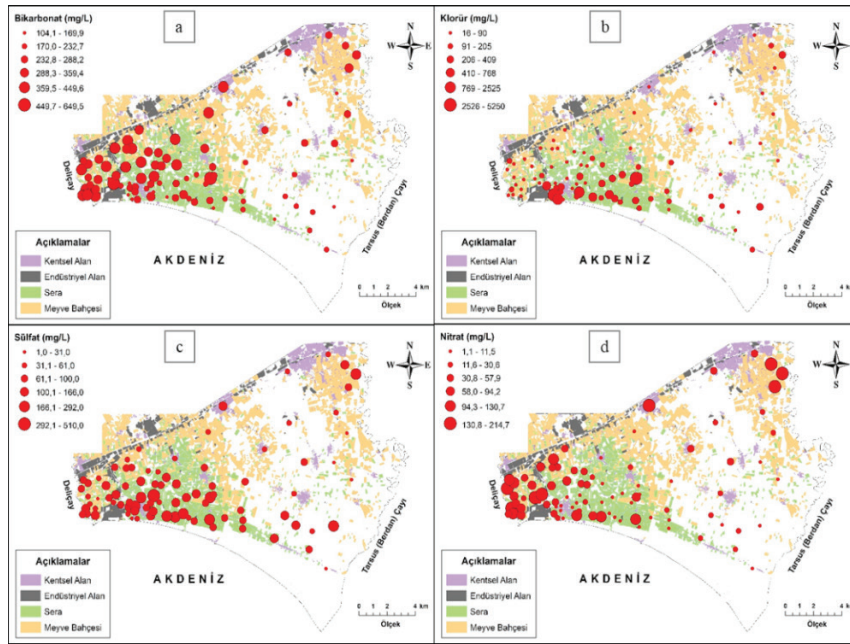 Bikarbonat (mg/L)
104,1 - 169,9
170,0 - 232,7
232,8 - 288,2
288,3 - 359,4
359,5 - 449,6
449,7 - 649,5
a
N
W E
S
Deliçay
Tarsus (Berdan) Çayı
AKDENİZ
Açıklamalar
Kentsel Alan
Endüstriyel Alan
Sera
Meyve Bahçesi
0 1 2 4 km
Ölçek
Klorür (mg/L)
16 - 90
91 - 205
206 - 409
410 - 768
769 - 2525
2526 - 5250
b
N
W E
S
Deliçay
Tarsus (Berdan) Çayı
AKDENİZ
Açıklamalar
Kentsel Alan
Endüstriyel Alan
Sera
Meyve Bahçesi
0 1 2 4 km
Ölçek
Sülfat (mg/L)
1,0 - 31,0
31,1 - 61,0
61,1 - 100,0
100,1 - 166,0
166,1 - 292,0
292,1 - 510,0
c
N
W E
S
Deliçay
Tarsus (Berdan) Çayı
AKDENİZ
Açıklamalar
Kentsel Alan
Endüstriyel Alan
Sera
Meyve Bahçesi
0 1 2 4 km
Ölçek
Nitrat (mg/L)
1,1 - 11,5
11,6 - 30,6
30,8 - 57,9
58,0 - 94,2
94,3 - 130,7
130,8 - 214,7
d
N
W E
S
Deliçay
Tarsus (Berdan) Çayı
AKDENİZ
Açıklamalar
Kentsel Alan
Endüstriyel Alan
Sera
Meyve Bahçesi
0 1 2 4 km
Ölçek